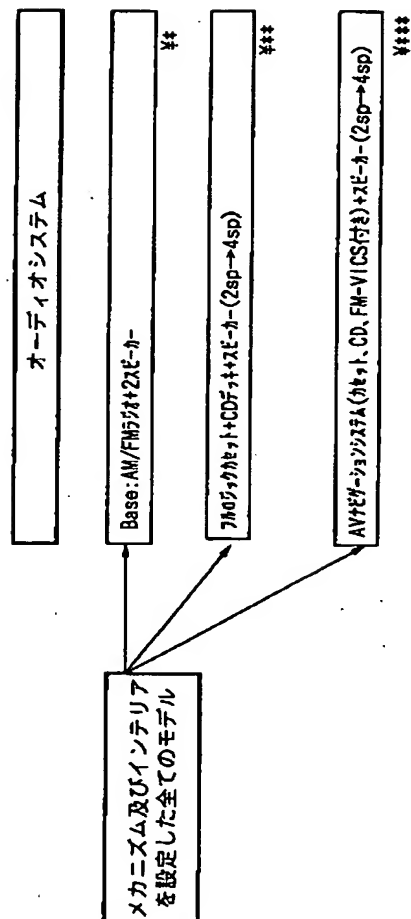 オーディオシステム
Base:AM/FMラジオ+2スピーカー
¥**
フルロジックカセット+CDデッキ+スピーカー(2sp→4sp)
¥***
AVナビゲーションシステム(カセット、CD、FM-VICS付き)+スピーカー(2sp→4sp)
¥****
メカニズム及びインテリア
を設定した全てのモデル